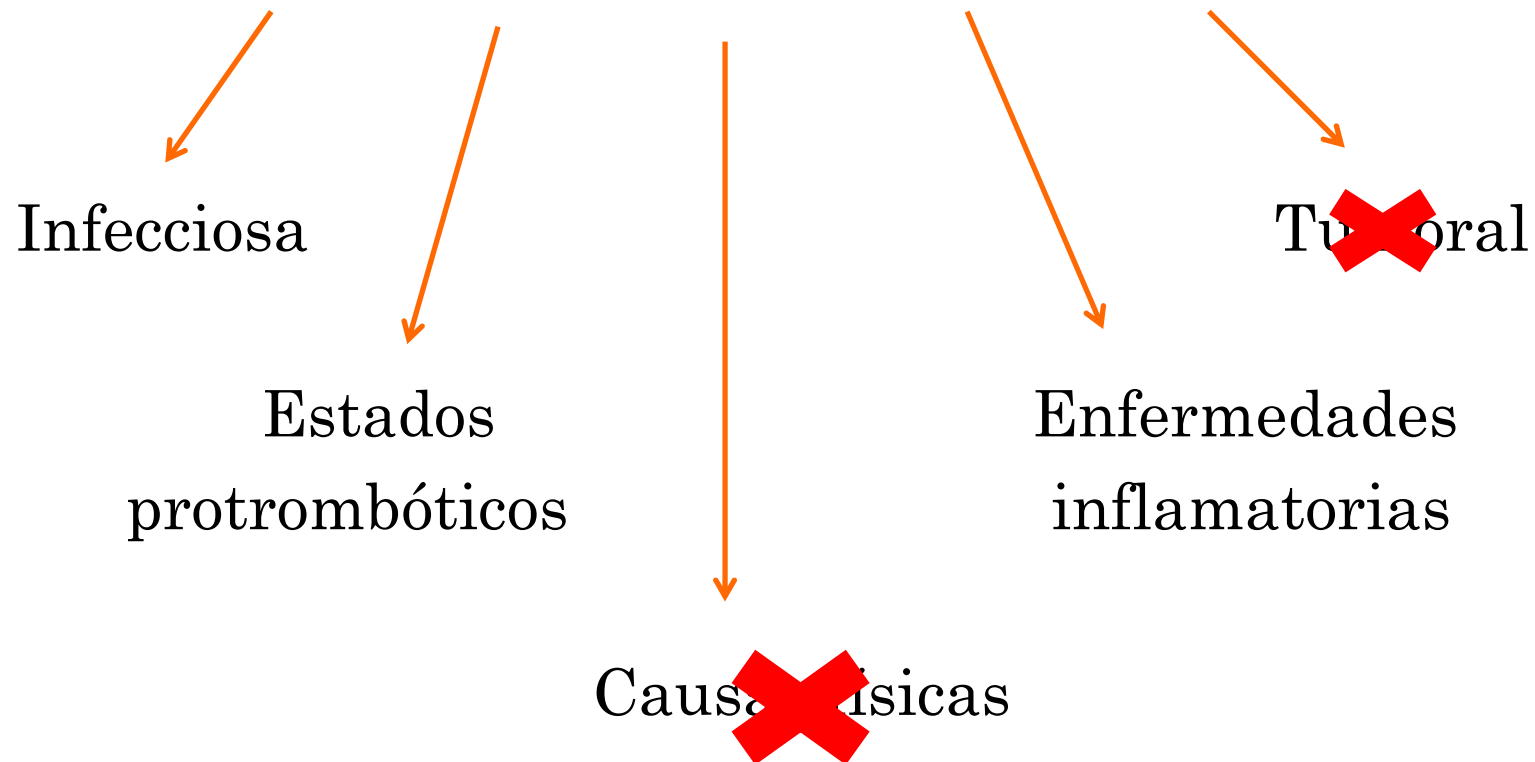 Infecciosa
Estados
protrombóticos
Enfermedades
inflamatorias